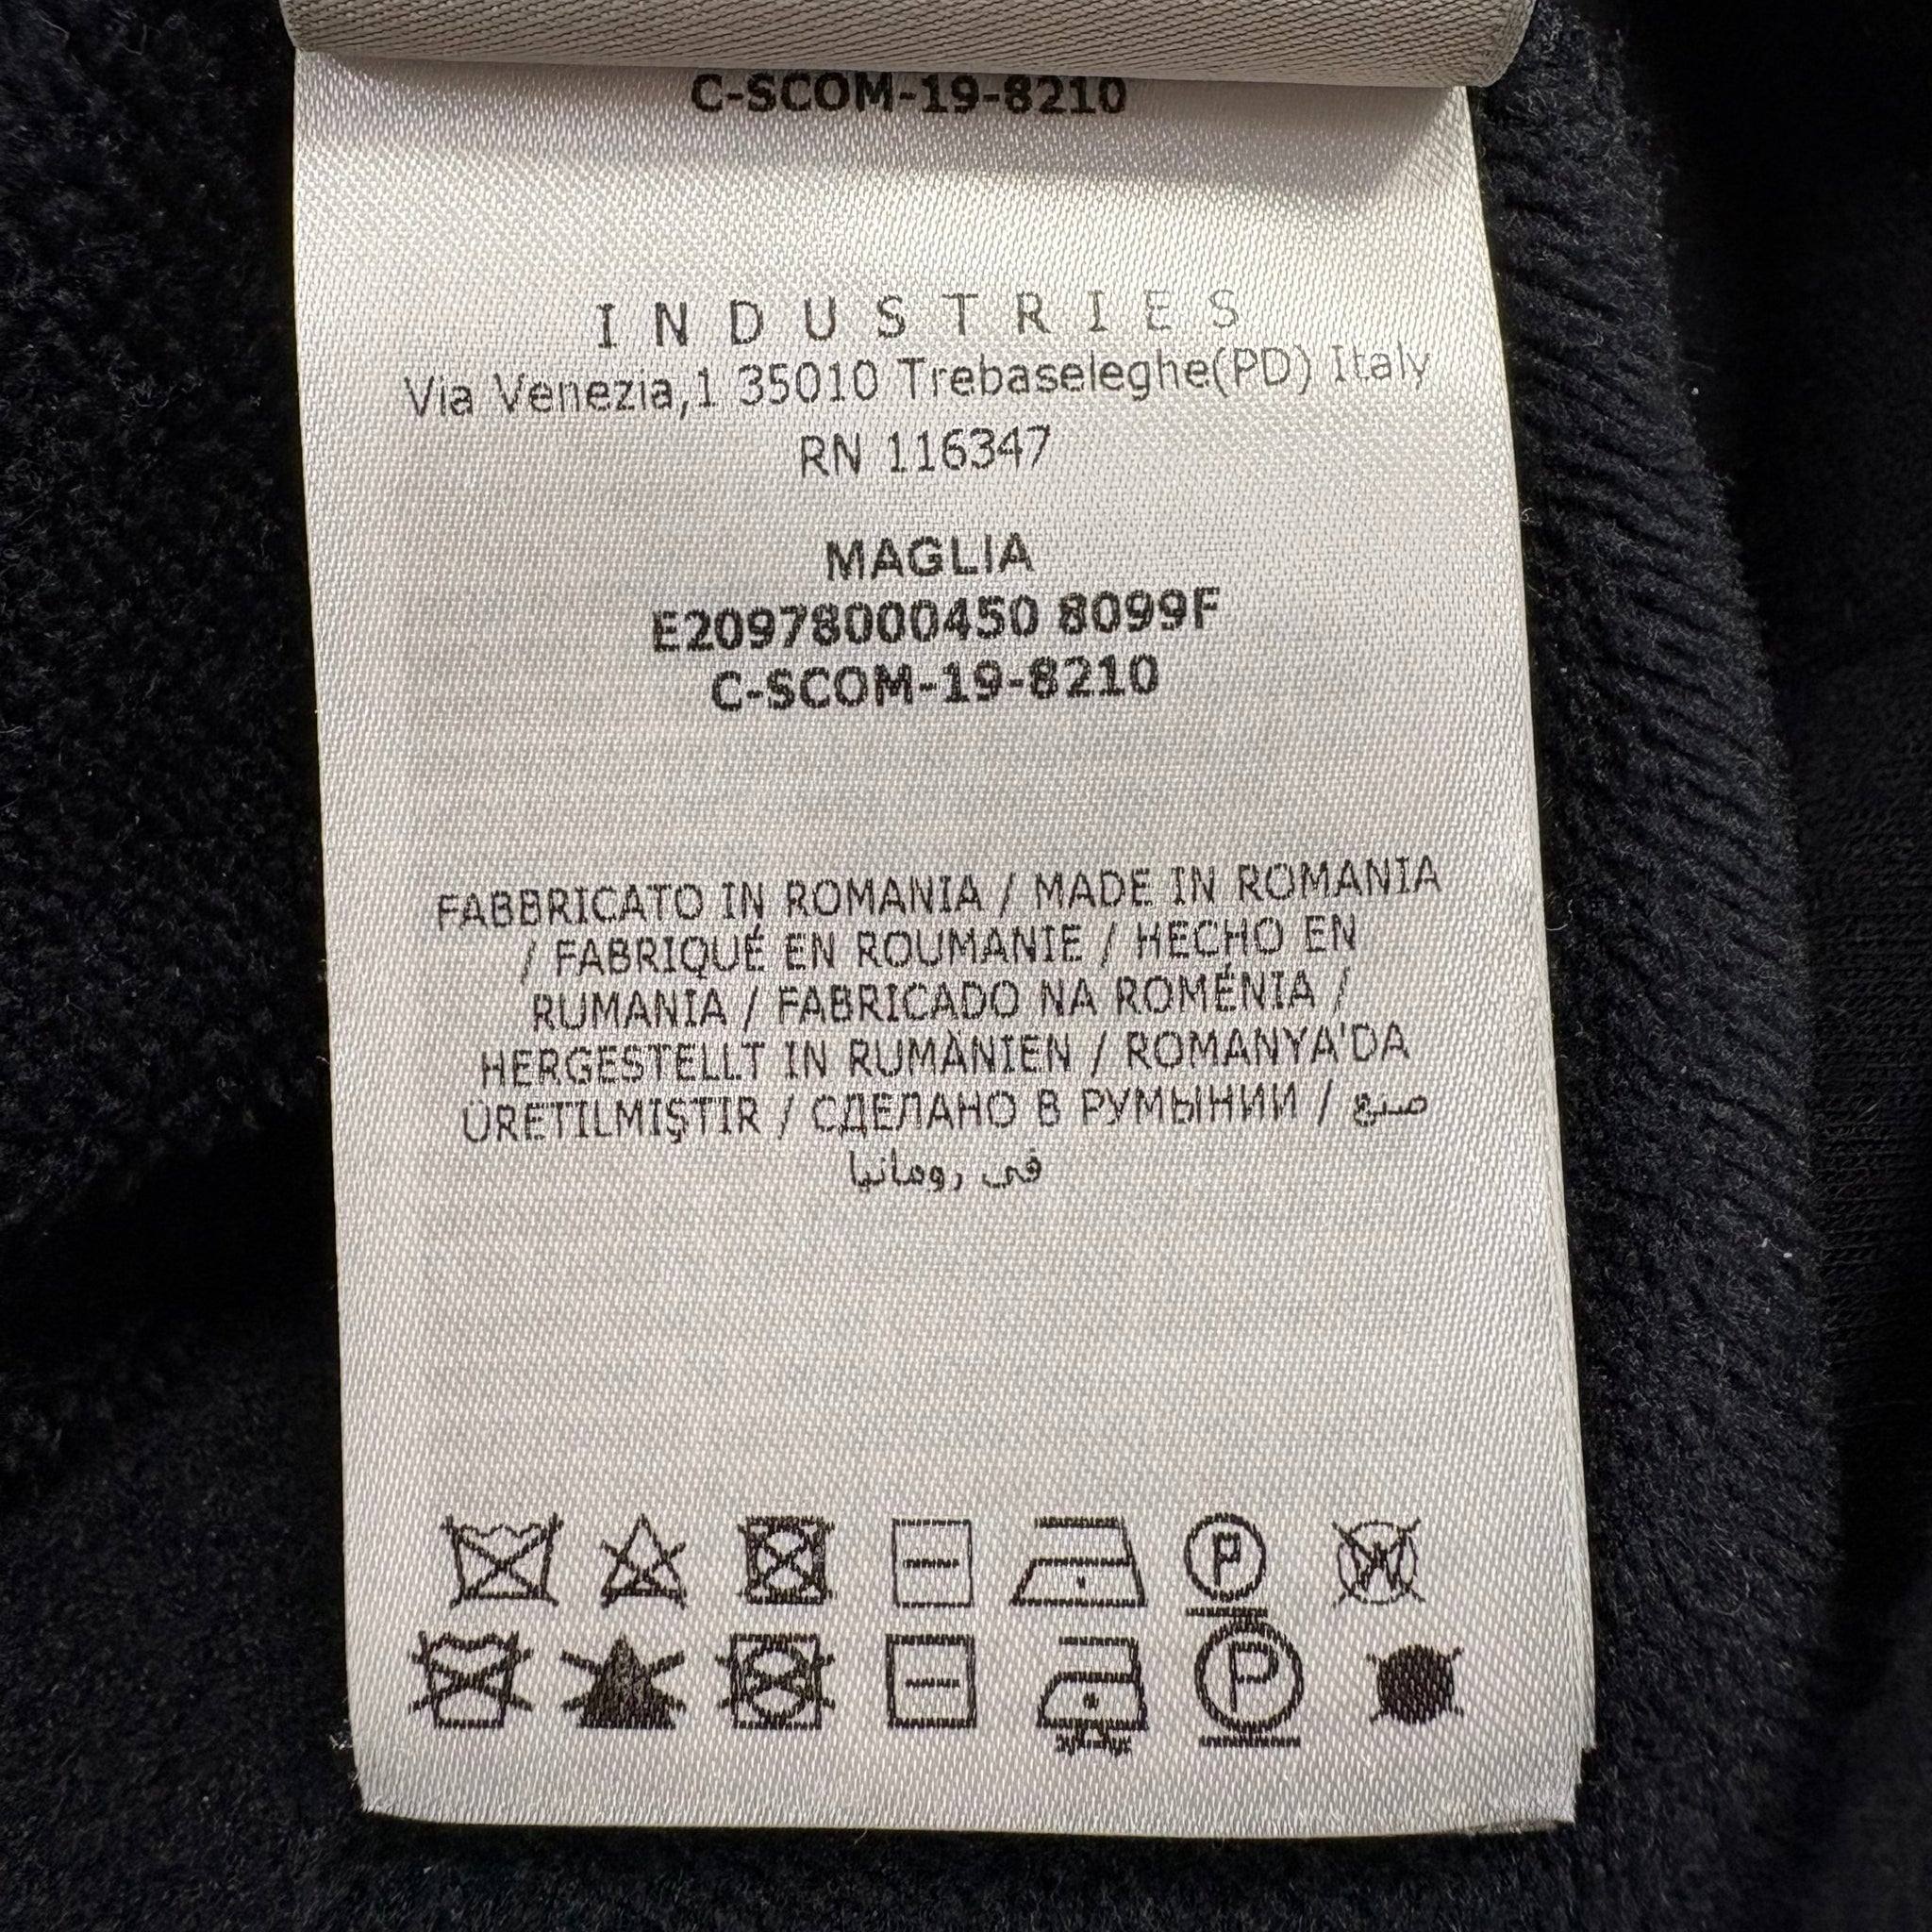 C-SCOM-19-8210
INDUSTRIES
Via Venezia,1 35010 Trebaseleghe(PD) Italy
RN 116347
MAGLIA
E20978000450 8099F
C-SCOM-19-8210
FABBRICATO IN ROMANIA / MADE IN ROMANIA
/ FABRIQUÉ EN ROUMANIE / HECHO EN
RUMANIA / FABRICADO NA ROMÉNIA /
HERGESTELLT IN RUMÄNIEN / ROMANYA'DA
ÜRETILMIŞTIR / СДЕЛАНО В РУМЫНИИ / صنع
في رومانيا
P W
P